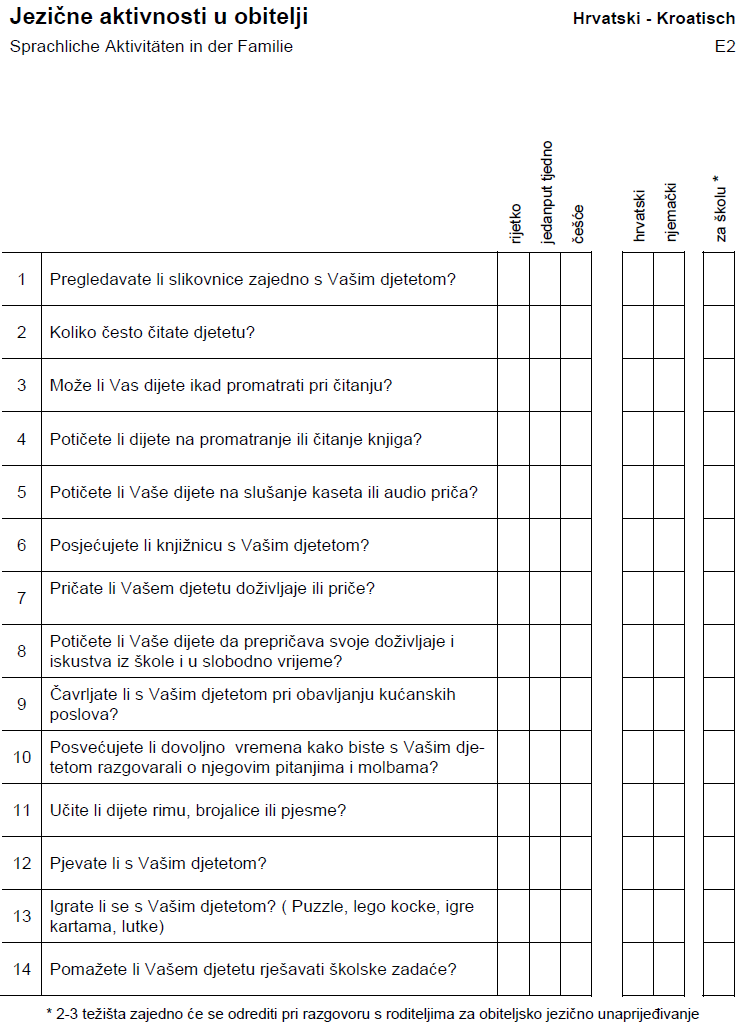 Jezične aktivnosti u obitelji
Hrvatski - Kroatisch
Sprachliche Aktivitäten in der Familie
E2
rijetko
jedanput tjedno
češće
hrvatski
njemački
za školu *
1 Pregledavate li slikovnice zajedno s Vašim djetetom?
2 Koliko često čitate djetetu?
3 Može li Vas dijete ikad promatrati pri čitanju?
4 Potičete li dijete na promatranje ili čitanje knjiga?
5 Potičete li Vaše dijete na slušanje kaseta ili audio priča?
6 Posjećujete li knjižnicu s Vašim djetetom?
7 Pričate li Vašem djetetu doživljaje ili priče?
8 Potičete li Vaše dijete da prepričava svoje doživljaje i
iskustva iz škole i u slobodno vrijeme?
9 Čavrljate li s Vašim djetetom pri obavljanju kućanskih
poslova?
10 Posvećujete li dovoljno  vremena kako biste s Vašim dje-
tetom razgovarali o njegovim pitanjima i molbama?
11 Učite li dijete rimu, brojalice ili pjesme?
12 Pjevate li s Vašim djetetom?
13 Igrate li se s Vašim djetetom? ( Puzzle, lego kocke, igre
kartama, lutke)
14 Pomažete li Vašem djetetu rješavati školske zadaće?
* 2-3 težišta zajedno će se odrediti pri razgovoru s roditeljima za obiteljsko jezično unaprijeđivanje